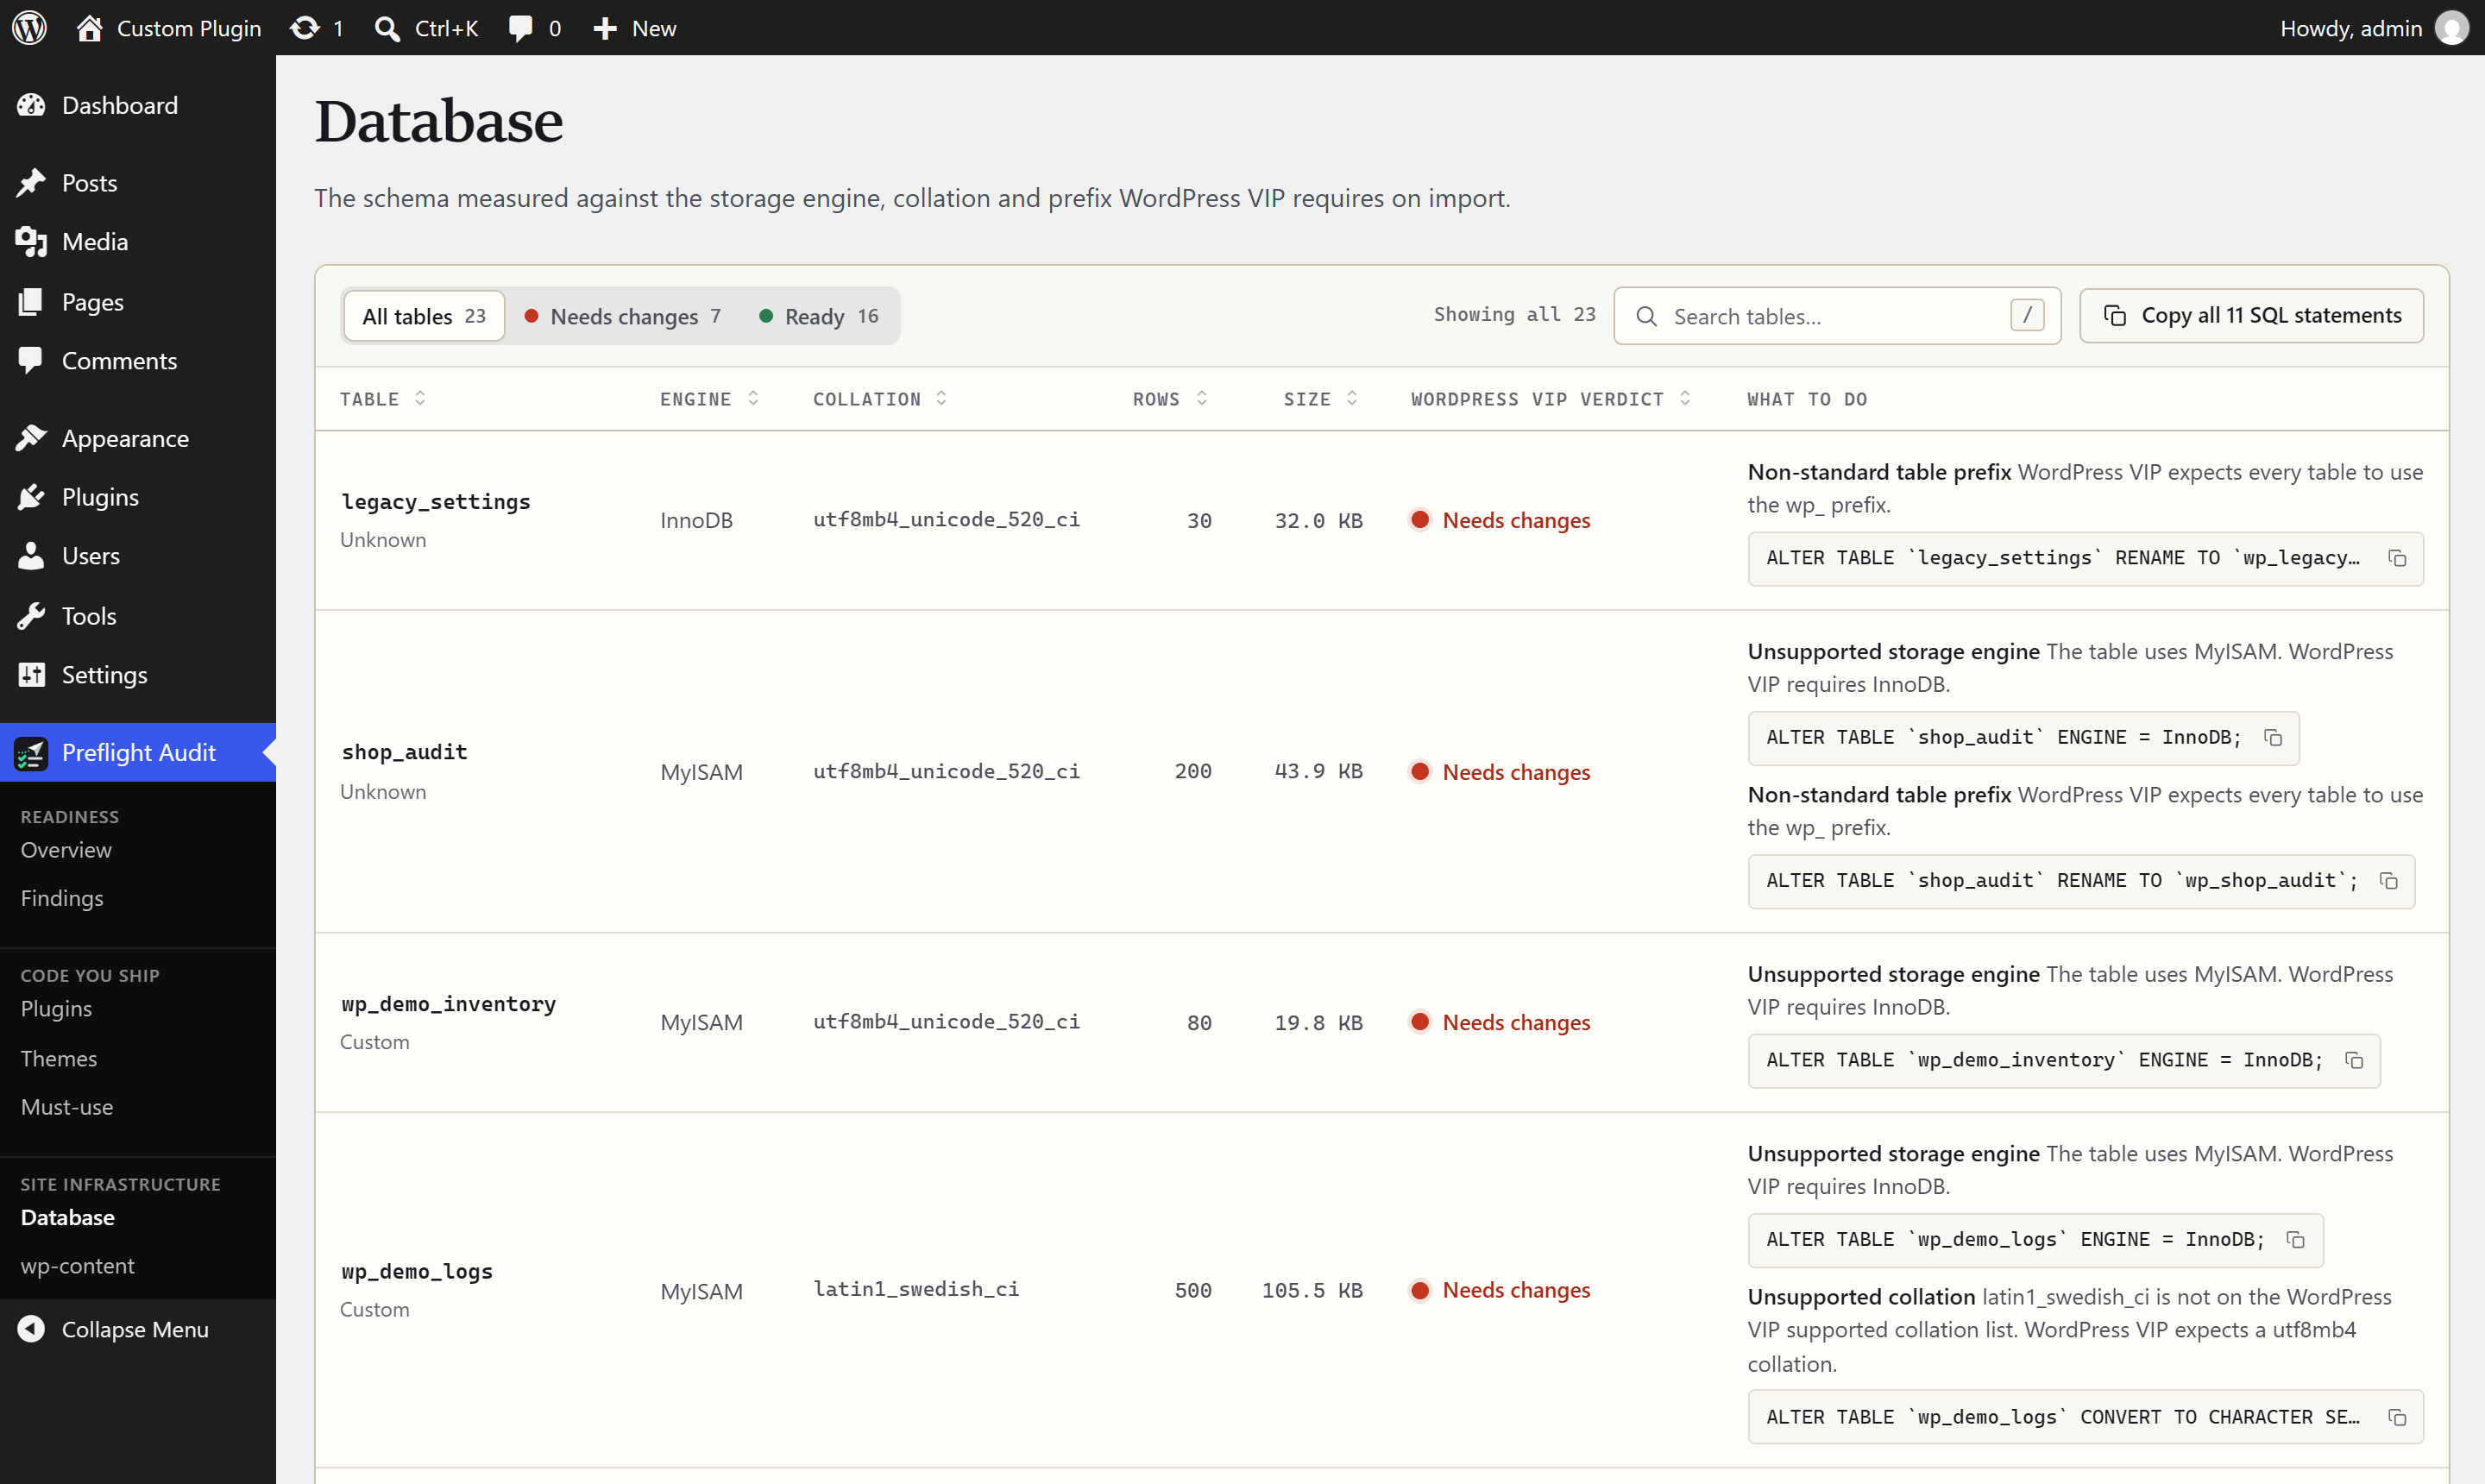 Custom Plugin
1
Ctrl+K
0
New
Howdy, admin
Dashboard
Posts
Media
Pages
Comments
Appearance
Plugins
Users
Tools
Settings
Preflight Audit
READINESS
Overview
Findings
CODE YOU SHIP
Plugins
Themes
Must-use
SITE INFRASTRUCTURE
Database
wp-content
Collapse Menu
Database
The schema measured against the storage engine, collation and prefix WordPress VIP requires on import.
All tables 23
Needs changes 7
Ready 16
Showing all 23
Search tables...
/
Copy all 11 SQL statements
TABLE
ENGINE
COLLATION
ROWS
SIZE
WORDPRESS VIP VERDICT
WHAT TO DO
legacy_settings
Unknown
InnoDB
utf8mb4_unicode_520_ci
30
32.0 KB
Needs changes
Non-standard table prefix WordPress VIP expects every table to use
the wp_ prefix.
ALTER TABLE `legacy_settings` RENAME TO `wp_legacy…
shop_audit
Unknown
MyISAM
utf8mb4_unicode_520_ci
200
43.9 KB
Needs changes
Unsupported storage engine The table uses MyISAM. WordPress
VIP requires InnoDB.
ALTER TABLE `shop_audit` ENGINE = InnoDB;
Non-standard table prefix WordPress VIP expects every table to use
the wp_ prefix.
ALTER TABLE `shop_audit` RENAME TO `wp_shop_audit`;
wp_demo_inventory
Custom
MyISAM
utf8mb4_unicode_520_ci
80
19.8 KB
Needs changes
Unsupported storage engine The table uses MyISAM. WordPress
VIP requires InnoDB.
ALTER TABLE `wp_demo_inventory` ENGINE = InnoDB;
wp_demo_logs
Custom
MyISAM
latin1_swedish_ci
500
105.5 KB
Needs changes
Unsupported storage engine The table uses MyISAM. WordPress
VIP requires InnoDB.
ALTER TABLE `wp_demo_logs` ENGINE = InnoDB;
Unsupported collation latin1_swedish_ci is not on the WordPress
VIP supported collation list. WordPress VIP expects a utf8mb4
collation.
ALTER TABLE `wp_demo_logs` CONVERT TO CHARACTER SE…